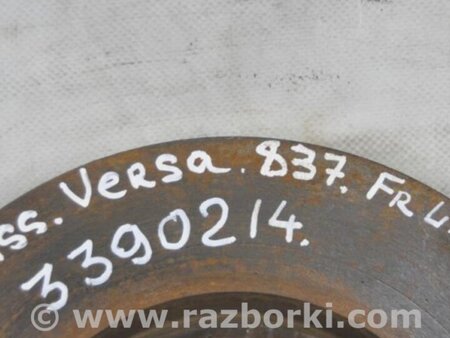 ss. Versa. 837. FR L
3390214.
www.razborki.com